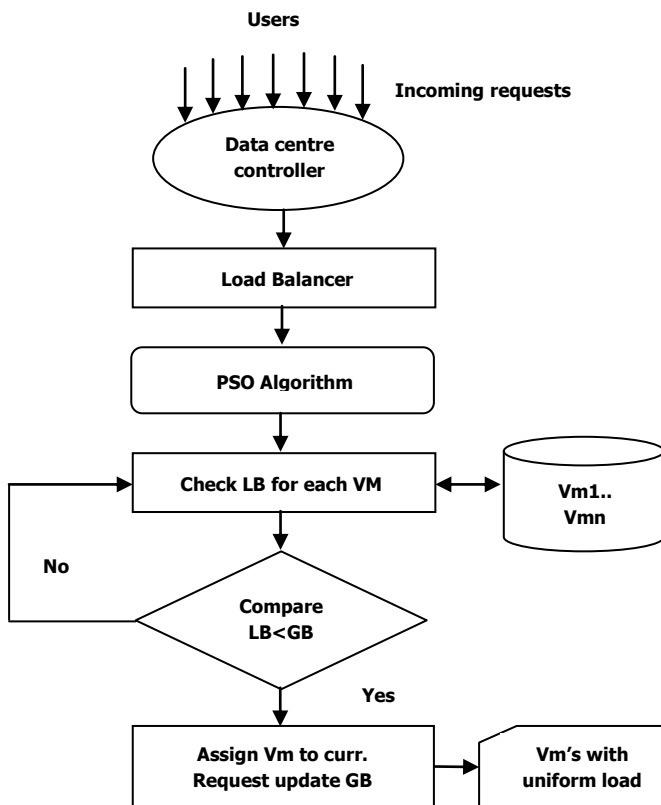 Users
Incoming requests
Data centre
controller
Load Balancer
PSO Algorithm
Check LB for each VM
Vm1..
Vmn
No
Compare
LB<GB
Yes
Assign Vm to curr.
Request update GB
Vm's with
uniform load